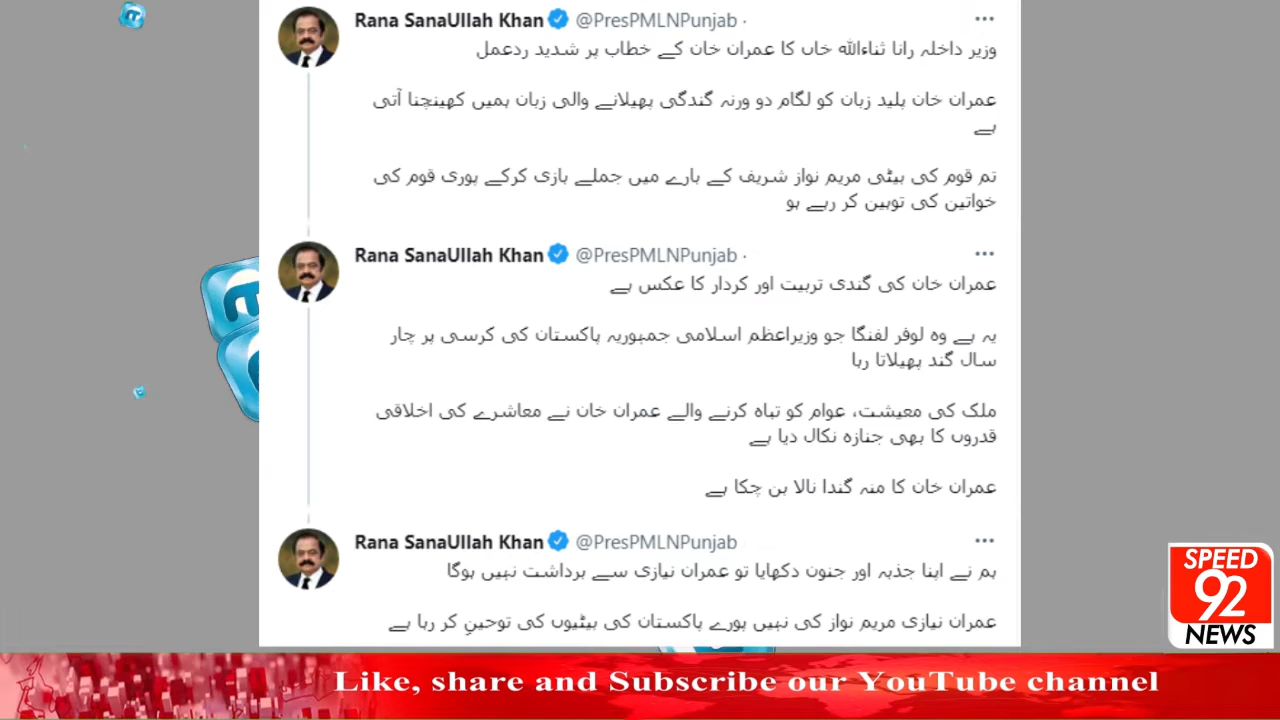 Rana SanaUllah Khan @PresPMLNPunjab ·
وزیر داخلہ رانا ثناءاللہ خاں کا عمران خان کے خطاب پر شدید ردعمل
عمران خان پلید زبان کو لگام دو ورنہ گندگی پھیلانے والی زبان ہمیں کھینچنا آتی
ہے
تم قوم کی بیٹی مریم نواز شریف کے بارے میں جملے بازی کرکے پوری قوم کی
خواتین کی توہین کر رہے ہو
Rana SanaUllah Khan @PresPMLNPunjab ·
عمران خان کی گندی تربیت اور کردار کا عکس ہے
یہ ہے وہ لوفر لفنگا جو وزیراعظم اسلامی جمہوریہ پاکستان کی کرسی پر چار
سال گند پھیلاتا رہا
ملک کی معیشت، عوام کو تباہ کرنے والے عمران خان نے معاشرے کی اخلاقی
قدروں کا بھی جنازہ نکال دیا ہے
عمران خان کا منہ گندا نالا بن چکا ہے
Rana SanaUllah Khan @PresPMLNPunjab
ہم نے اپنا جذبہ اور جنون دکھایا تو عمران نیازی سے برداشت نہیں ہوگا
عمران نیازی مریم نواز کی نہیں پورے پاکستان کی بیٹیوں کی توحینِ کر رہا ہے
SPEED
92
NEWS
Like, share and Subscribe our YouTube channel